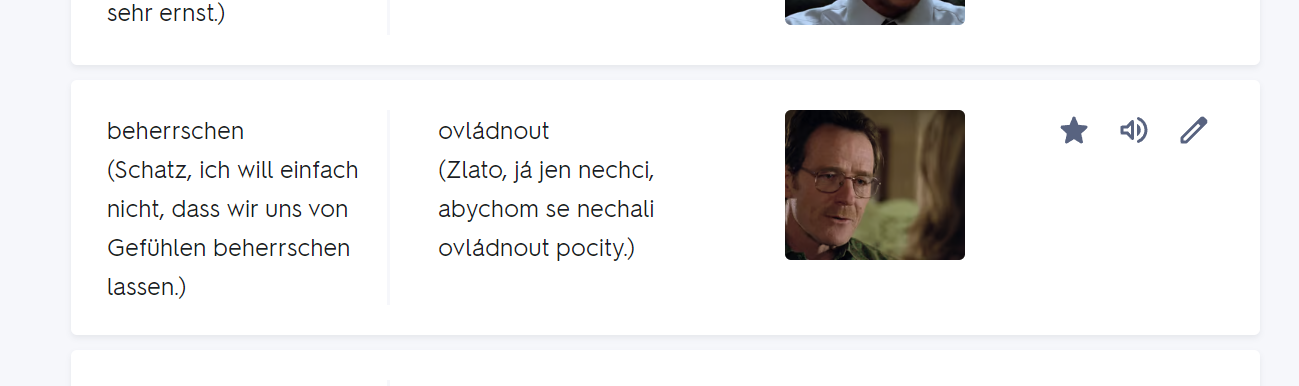 sehr ernst.)
beherrschen
(Schatz, ich will einfach
nicht, dass wir uns von
Gefühlen beherrschen
lassen.)
ovládnout
(Zlato, já jen nechci,
abychom se nechali
ovládnout pocity.)